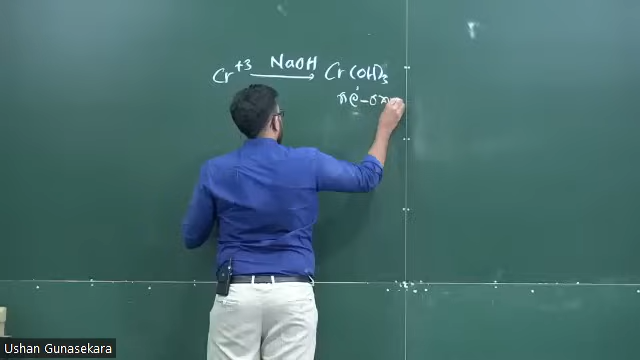 Cr⁺³ NaOH → Cr(OH)₃
Ushan Gunasekara